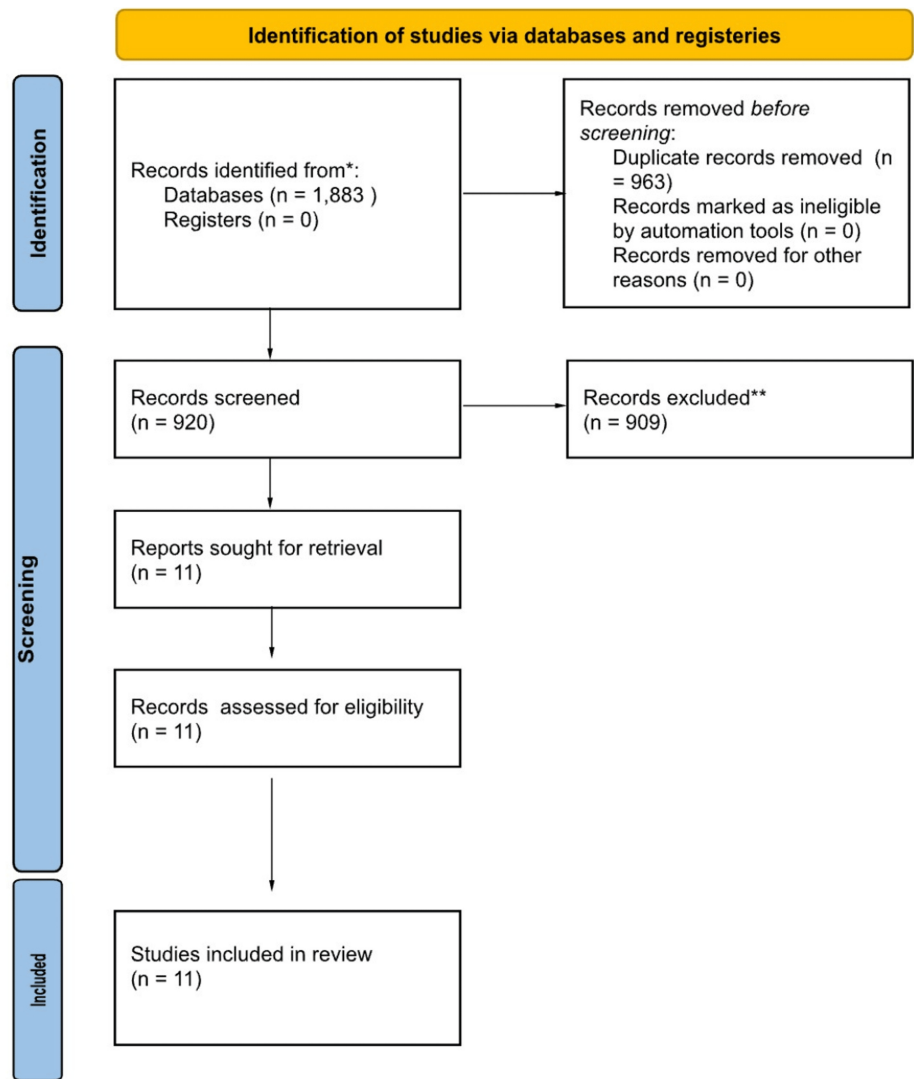 Identification of studies via databases and registeries
Identification
Records identified from*:
Databases (n = 1,883 )
Registers (n = 0)
Records removed before
screening:
Duplicate records removed (n
= 963)
Records marked as ineligible
by automation tools (n = 0)
Records removed for other
reasons (n = 0)
Screening
Records screened
(n = 920)
Records excluded**
(n = 909)
Reports sought for retrieval
(n = 11)
Records assessed for eligibility
(n = 11)
Included
Studies included in review
(n = 11)